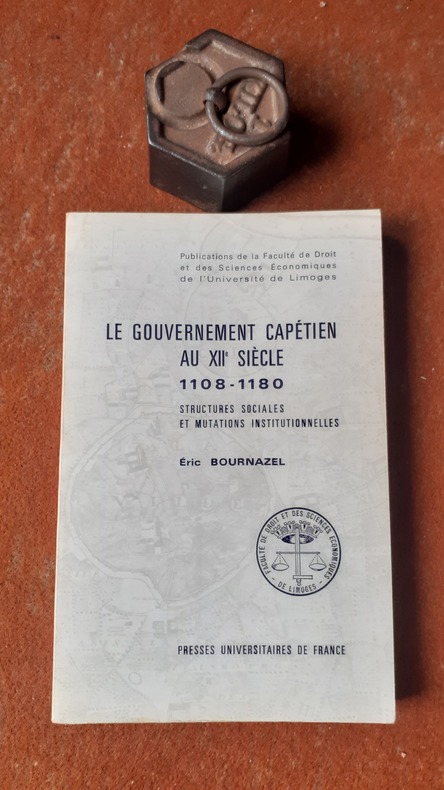 Publications de la Faculté de Droit
et des Sciences Économiques
de l'Université de Limoges
LE GOUVERNEMENT CAPÉTIEN
AU XIIᵉ SIÈCLE
1108-1180
STRUCTURES SOCIALES
ET MUTATIONS INSTITUTIONNELLES
Éric BOURNAZEL
FACULTÉ DE DROIT ET DES SCIENCES ECONOMIQUES
- DE LIMOGES -
PRESSES UNIVERSITAIRES DE FRANCE